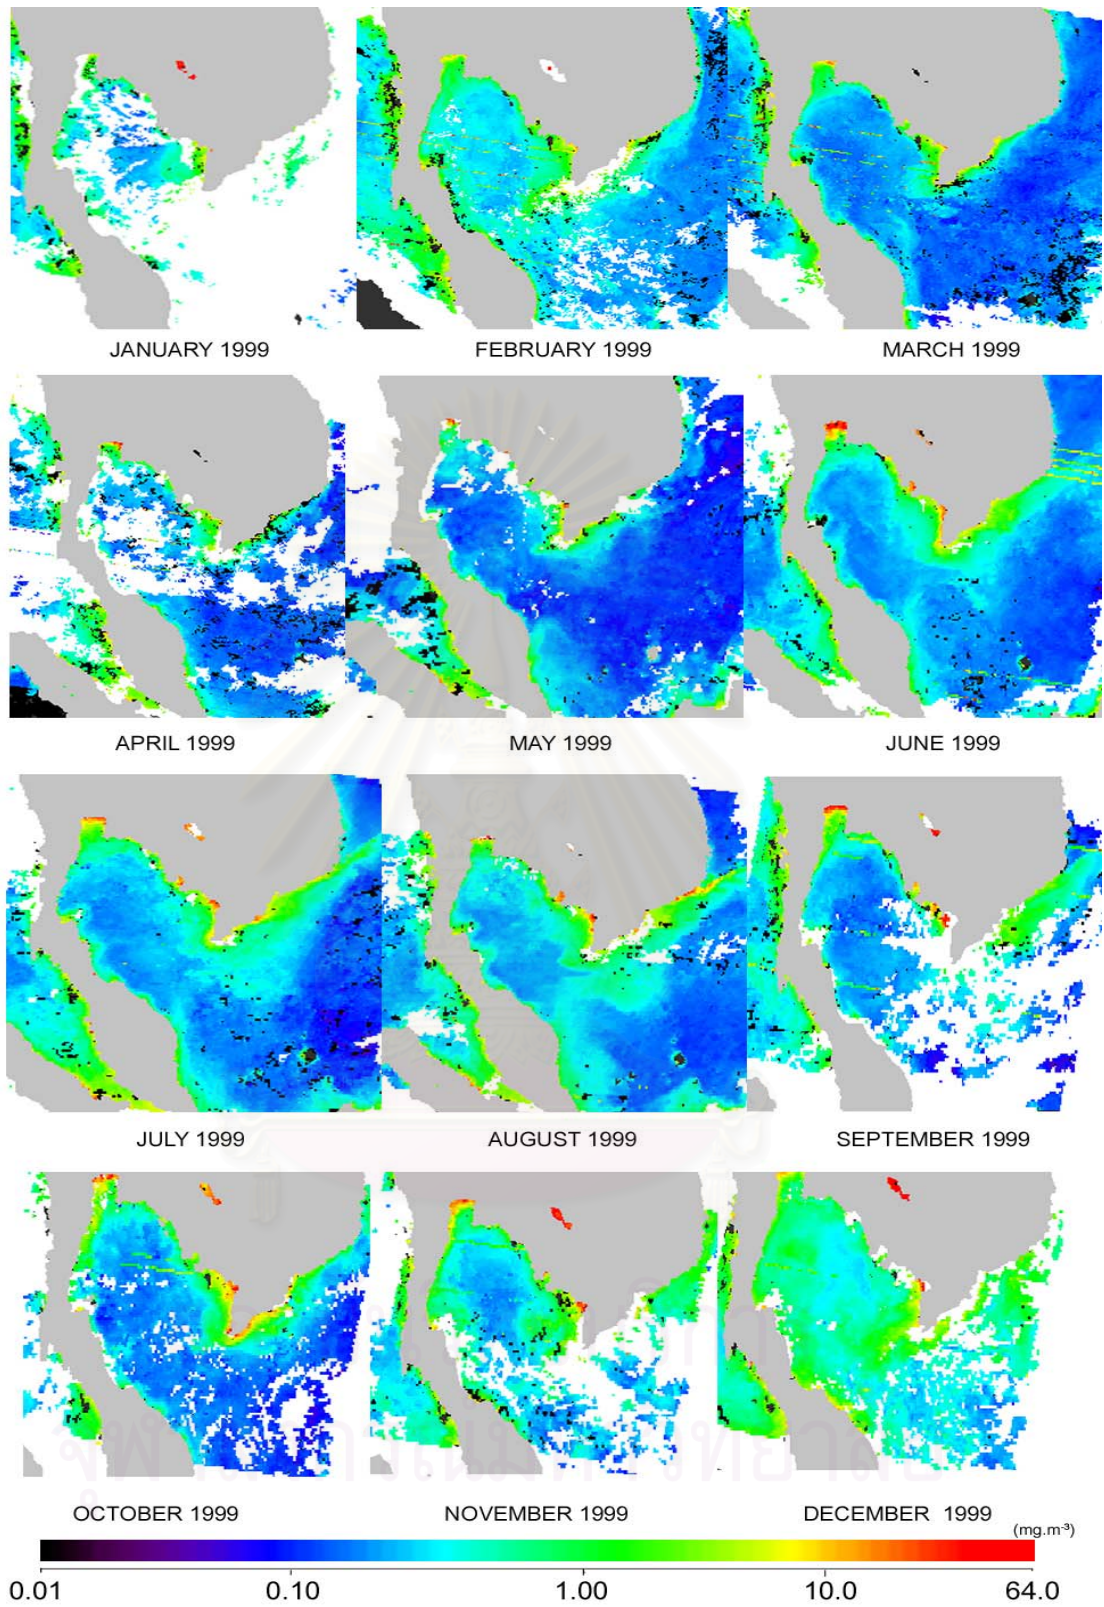 JANUARY 1999
FEBRUARY 1999
MARCH 1999
APRIL 1999
MAY 1999
JUNE 1999
JULY 1999
AUGUST 1999
SEPTEMBER 1999
OCTOBER 1999
NOVEMBER 1999
DECEMBER 1999
(mg.m⁻³)
0.01 0.10 1.00 10.0 64.0